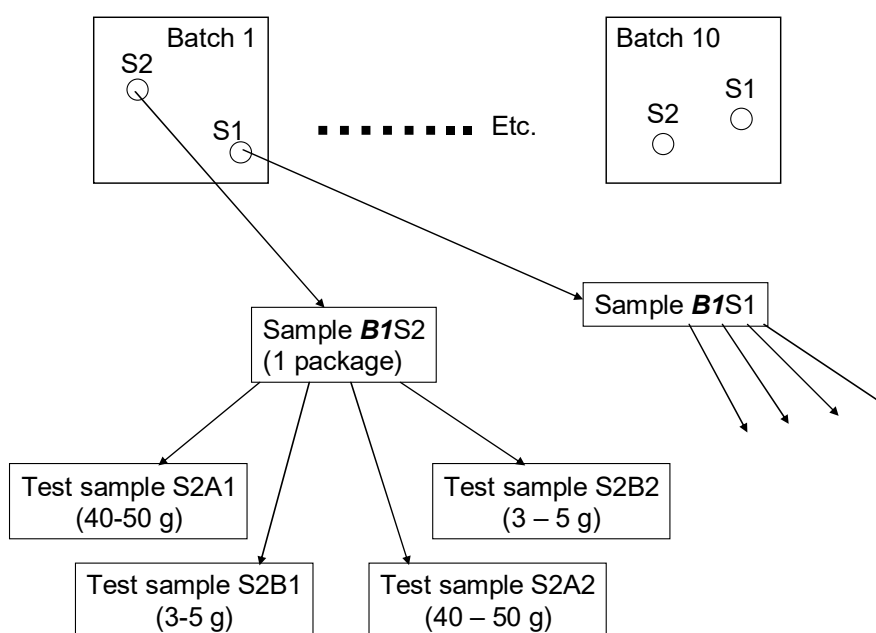 Batch 1
S2
S1
Etc.
Batch 10
S1
S2
Sample B1S1
Sample B1S2
(1 package)
Test sample S2A1
(40-50 g)
Test sample S2B2
(3 – 5 g)
Test sample S2B1
(3-5 g)
Test sample S2A2
(40 – 50 g)